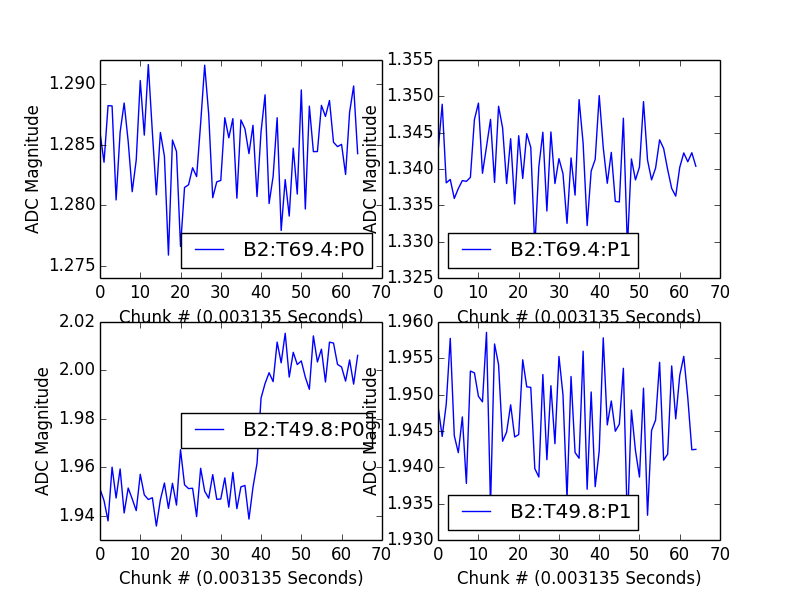 ADC Magnitude
1.290
1.285
1.280
1.275
B2:T69.4:P0
0 10 20 30 40 50 60 70
Chunk # (0.003135 Seconds)
ADC Magnitude
1.355
1.350
1.345
1.340
1.335
1.330
1.325
B2:T69.4:P1
0 10 20 30 40 50 60 70
Chunk # (0.003135 Seconds)
ADC Magnitude
2.02
2.00
1.98
1.96
1.94
B2:T49.8:P0
0 10 20 30 40 50 60 70
Chunk # (0.003135 Seconds)
ADC Magnitude
1.960
1.955
1.950
1.945
1.940
1.935
1.930
B2:T49.8:P1
0 10 20 30 40 50 60 70
Chunk # (0.003135 Seconds)